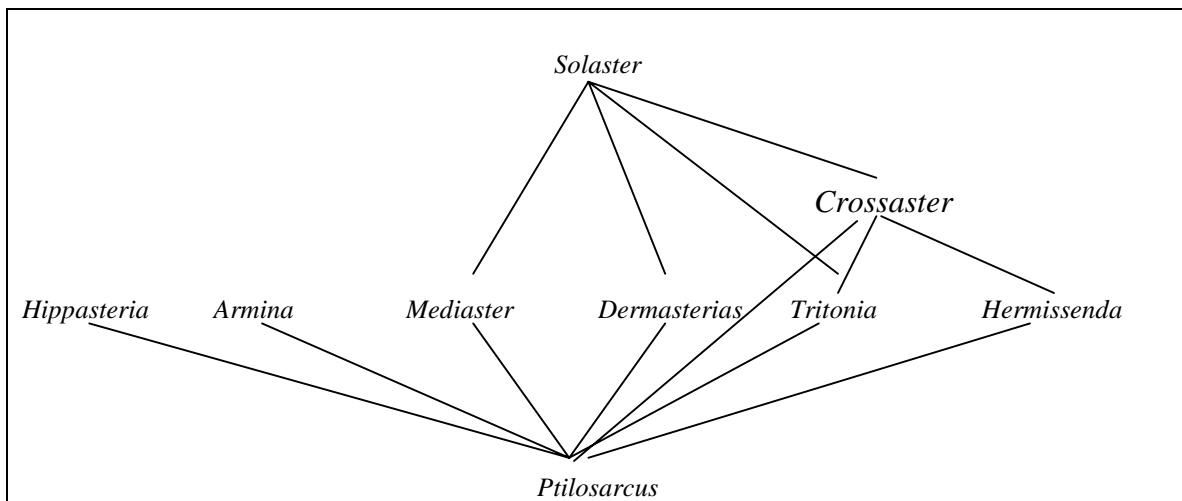 Solaster
Crossaster
Hippasteria Armina Mediaster Dermasterias Tritonia Hermissenda
Ptilosarcus